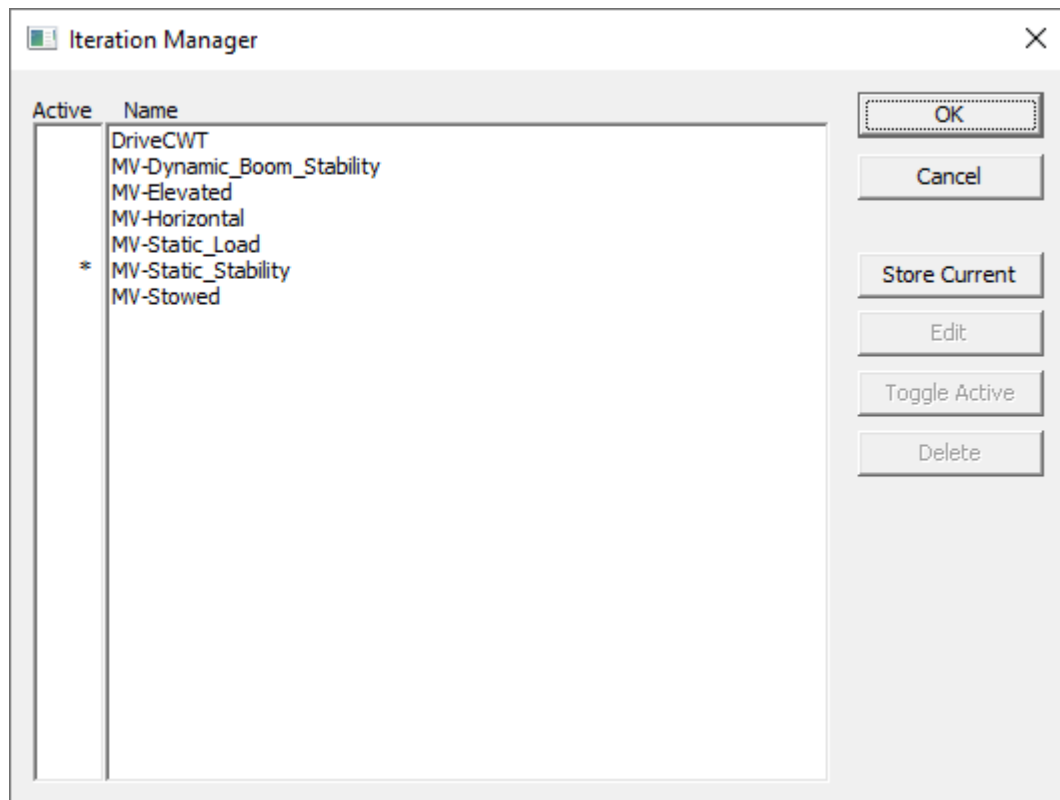 Iteration Manager
Active Name
DriveCWT
MV-Dynamic_Boom_Stability
MV-Elevated
MV-Horizontal
MV-Static_Load
* MV-Static_Stability
MV-Stowed
OK
Cancel
Store Current
Edit
Toggle Active
Delete